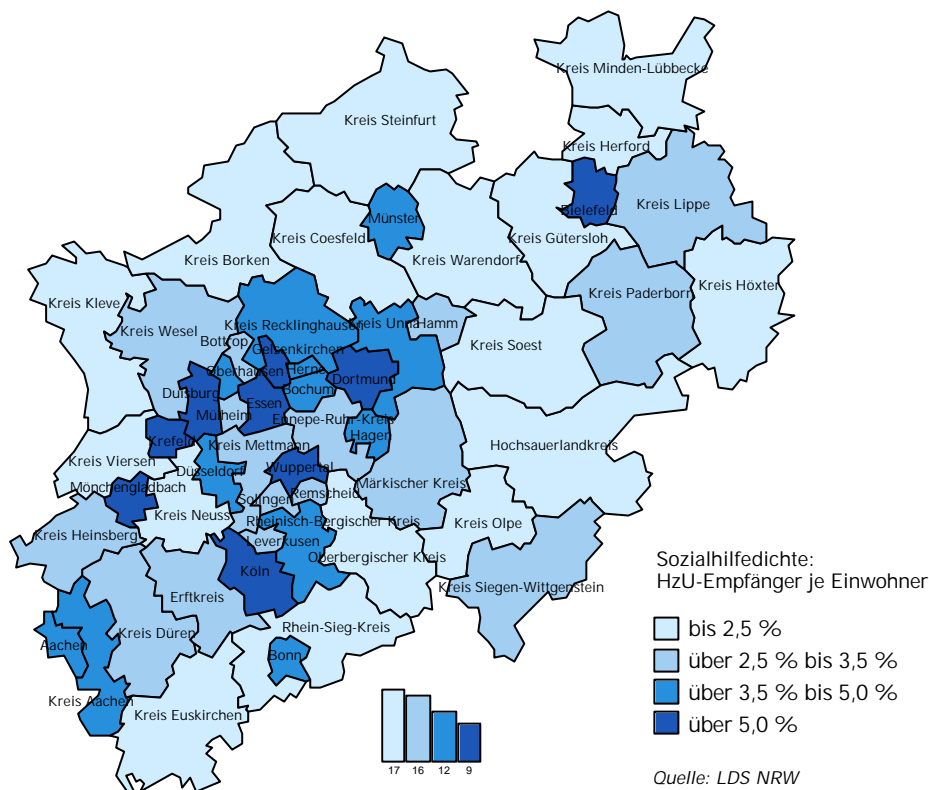 Kreis Minden-Lübbecke
Kreis Steinfurt
Kreis Herford
Kreis Lippe
Bielefeld
Münster
Kreis Coesfeld
Kreis Gütersloh
Kreis Borken
Kreis Warendorf
Kreis Höxter
Kreis Paderborn
Kreis Kleve
Kreis Wesel
Kreis Recklinghausen
Kreis Unna
Hamm
Kreis Soest
Bottrop
Gelsenkirchen
Oberhausen
Herne
Dortmund
Duisburg
Bochum
Essen
Mülheim
Ennepe-Ruhr-Kreis
Hagen
Krefeld
Kreis Mettmann
Hochsauerlandkreis
Kreis Viersen
Düsseldorf
Wuppertal
Mönchengladbach
Märkischer Kreis
Solingen
Remscheid
Kreis Neuss
Rheinisch-Bergischer Kreis
Kreis Olpe
Kreis Heinsberg
Leverkusen
Oberbergischer Kreis
Köln
Kreis Siegen-Wittgenstein
Erftkreis
Rhein-Sieg-Kreis
Kreis Düren
Aachen
Bonn
Kreis Aachen
Kreis Euskirchen
17 16 12 9
Sozialhilfedichte:
HzU-Empfänger je Einwohner
bis 2,5 %
über 2,5 % bis 3,5 %
über 3,5 % bis 5,0 %
über 5,0 %
Quelle: LDS NRW